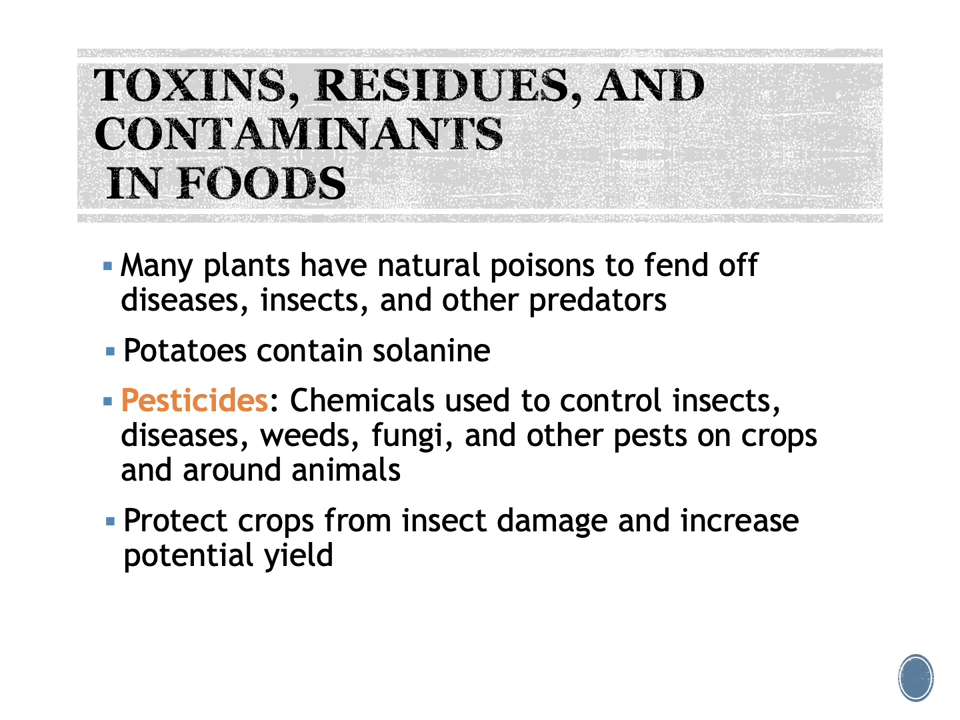 TOXINS, RESIDUES, AND
CONTAMINANTS
IN FOODS
▪ Many plants have natural poisons to fend off
diseases, insects, and other predators
▪ Potatoes contain solanine
▪ Pesticides: Chemicals used to control insects,
diseases, weeds, fungi, and other pests on crops
and around animals
▪ Protect crops from insect damage and increase
potential yield